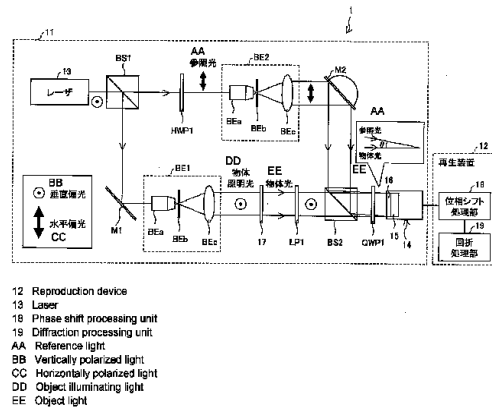 1
11
13
レーザ
BS1
HWP1
AA
参照光
BE2
BEa
BEb
BEc
M2
AA
参照光
θ
物体光
EE
12
再生装置
18
位相シフト
処理部
19
回折
処理部
BB
垂直偏光
水平偏光
CC
M1
BE1
BEa
BEb
BEc
DD
物体
照明光
EE
物体光
17
LP1
BS2
QWP1
16
15
14
12 Reproduction device
13 Laser
18 Phase shift processing unit
19 Diffraction processing unit
AA Reference light
BB Vertically polarized light
CC Horizontally polarized light
DD Object illuminating light
EE Object light